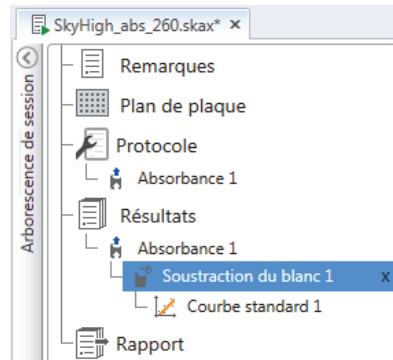 SkyHigh_abs_260.skax* ×
Arborescence de session
Remarques
Plan de plaque
Protocole
Absorbance 1
Résultats
Absorbance 1
-B Soustraction du blanc 1 x
Courbe standard 1
Rapport